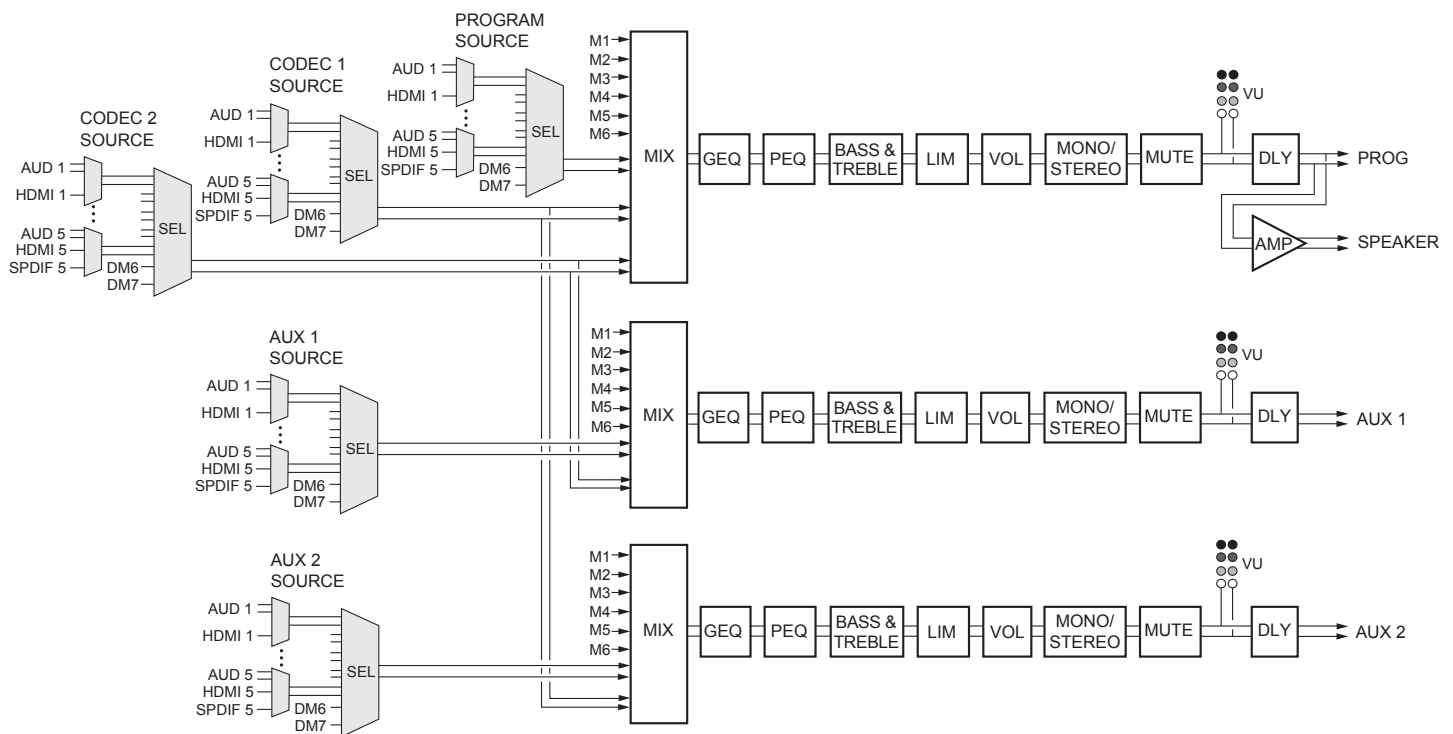 PROGRAM
SOURCE
AUD 1
HDMI 1
AUD 5
HDMI 5
SPDIF 5
DM6
DM7
SEL
CODEC 1
SOURCE
AUD 1
HDMI 1
AUD 5
HDMI 5
SPDIF 5
DM6
DM7
SEL
CODEC 2
SOURCE
AUD 1
HDMI 1
AUD 5
HDMI 5
SPDIF 5
DM6
DM7
SEL
M1
M2
M3
M4
M5
M6
MIX
GEQ
PEQ
BASS &
TREBLE
LIM
VOL
MONO/
STEREO
MUTE
VU
DLY
PROG
AMP
SPEAKER
AUX 1
SOURCE
AUD 1
HDMI 1
AUD 5
HDMI 5
SPDIF 5
DM6
DM7
SEL
M1
M2
M3
M4
M5
M6
MIX
GEQ
PEQ
BASS &
TREBLE
LIM
VOL
MONO/
STEREO
MUTE
VU
DLY
AUX 1
AUX 2
SOURCE
AUD 1
HDMI 1
AUD 5
HDMI 5
SPDIF 5
DM6
DM7
SEL
M1
M2
M3
M4
M5
M6
MIX
GEQ
PEQ
BASS &
TREBLE
LIM
VOL
MONO/
STEREO
MUTE
VU
DLY
AUX 2